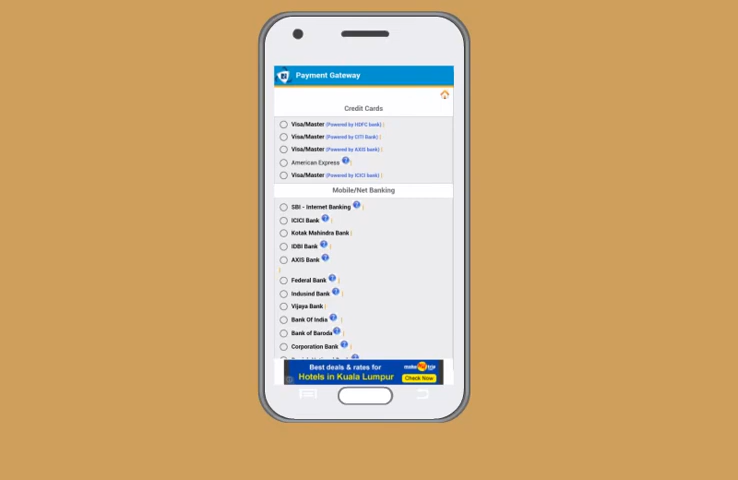 Payment Gateway
Credit Cards
Visa/Master (Powered by HDFC bank) |
Visa/Master (Powered by CITI Bank) |
Visa/Master (Powered by AXIS bank) |
American Express |
Visa/Master (Powered by ICICI bank) |
Mobile/Net Banking
SBI - Internet Banking |
ICICI Bank |
Kotak Mahindra Bank |
IDBI Bank |
AXIS Bank
|
Federal Bank |
Indusind Bank |
Vijaya Bank |
Bank Of India |
Bank of Baroda |
Corporation Bank |
Best deals & rates for
Hotels in Kuala Lumpur
make my trip
Check Now